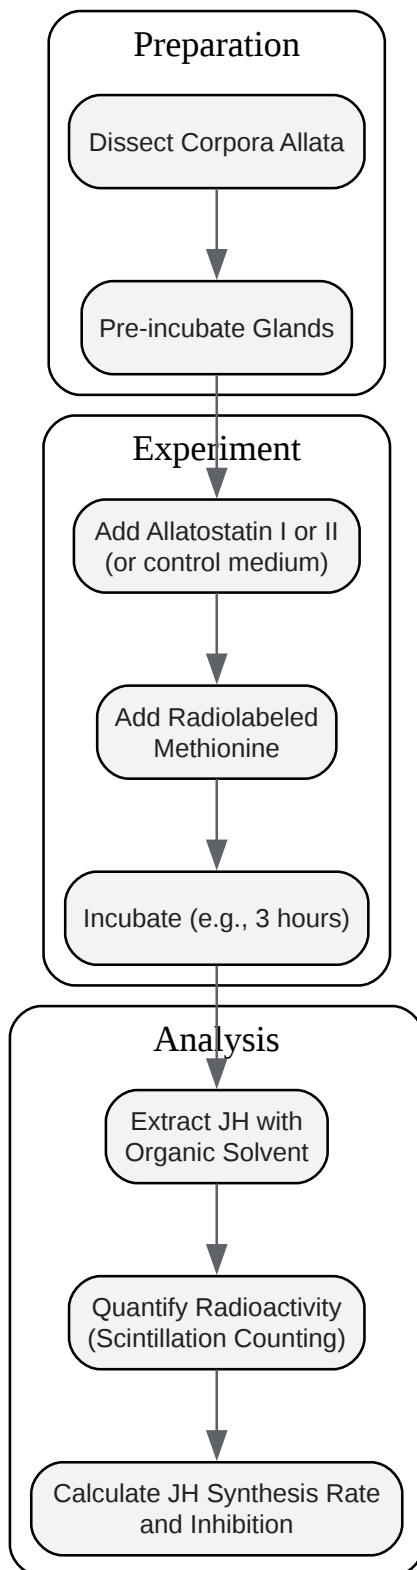 Preparation
Dissect Corpora Allata
Pre-incubate Glands
Experiment
Add Allatostatin I or II
(or control medium)
Add Radiolabeled
Methionine
Incubate (e.g., 3 hours)
Analysis
Extract JH with
Organic Solvent
Quantify Radioactivity
(Scintillation Counting)
Calculate JH Synthesis Rate
and Inhibition